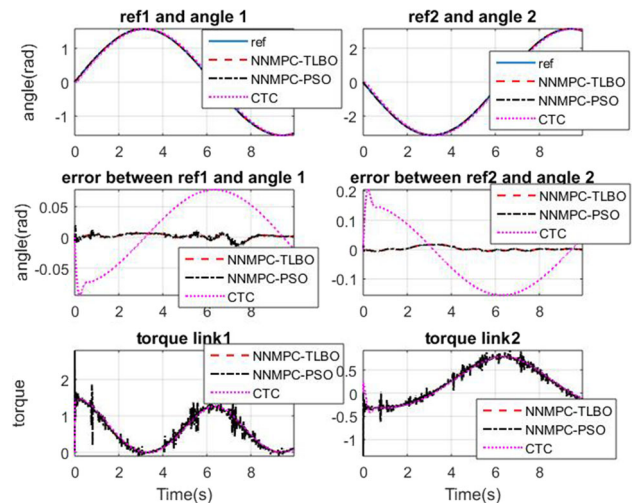 ref1 and angle 1
angle(rad)
1
0
-1
0 2 4 6 8
ref
NNMPC-TLBO
NNMPC-PSO
CTC
ref2 and angle 2
2
0
-2
0 2 4 6 8
ref
NNMPC-TLBO
NNMPC-PSO
CTC
error between ref1 and angle 1
angle(rad)
0.05
0
-0.05
0 2 4 6 8
NNMPC-TLBO
NNMPC-PSO
CTC
error between ref2 and angle 2
0.2
0.1
0
-0.1
0 2 4 6 8
NNMPC-TLBO
NNMPC-PSO
CTC
torque link1
torque
2
1
0
0 2 4 6 8
Time(s)
NNMPC-TLBO
NNMPC-PSO
CTC
torque link2
0.5
0
-0.5
-1
0 2 4 6 8
Time(s)
NNMPC-TLBO
NNMPC-PSO
CTC